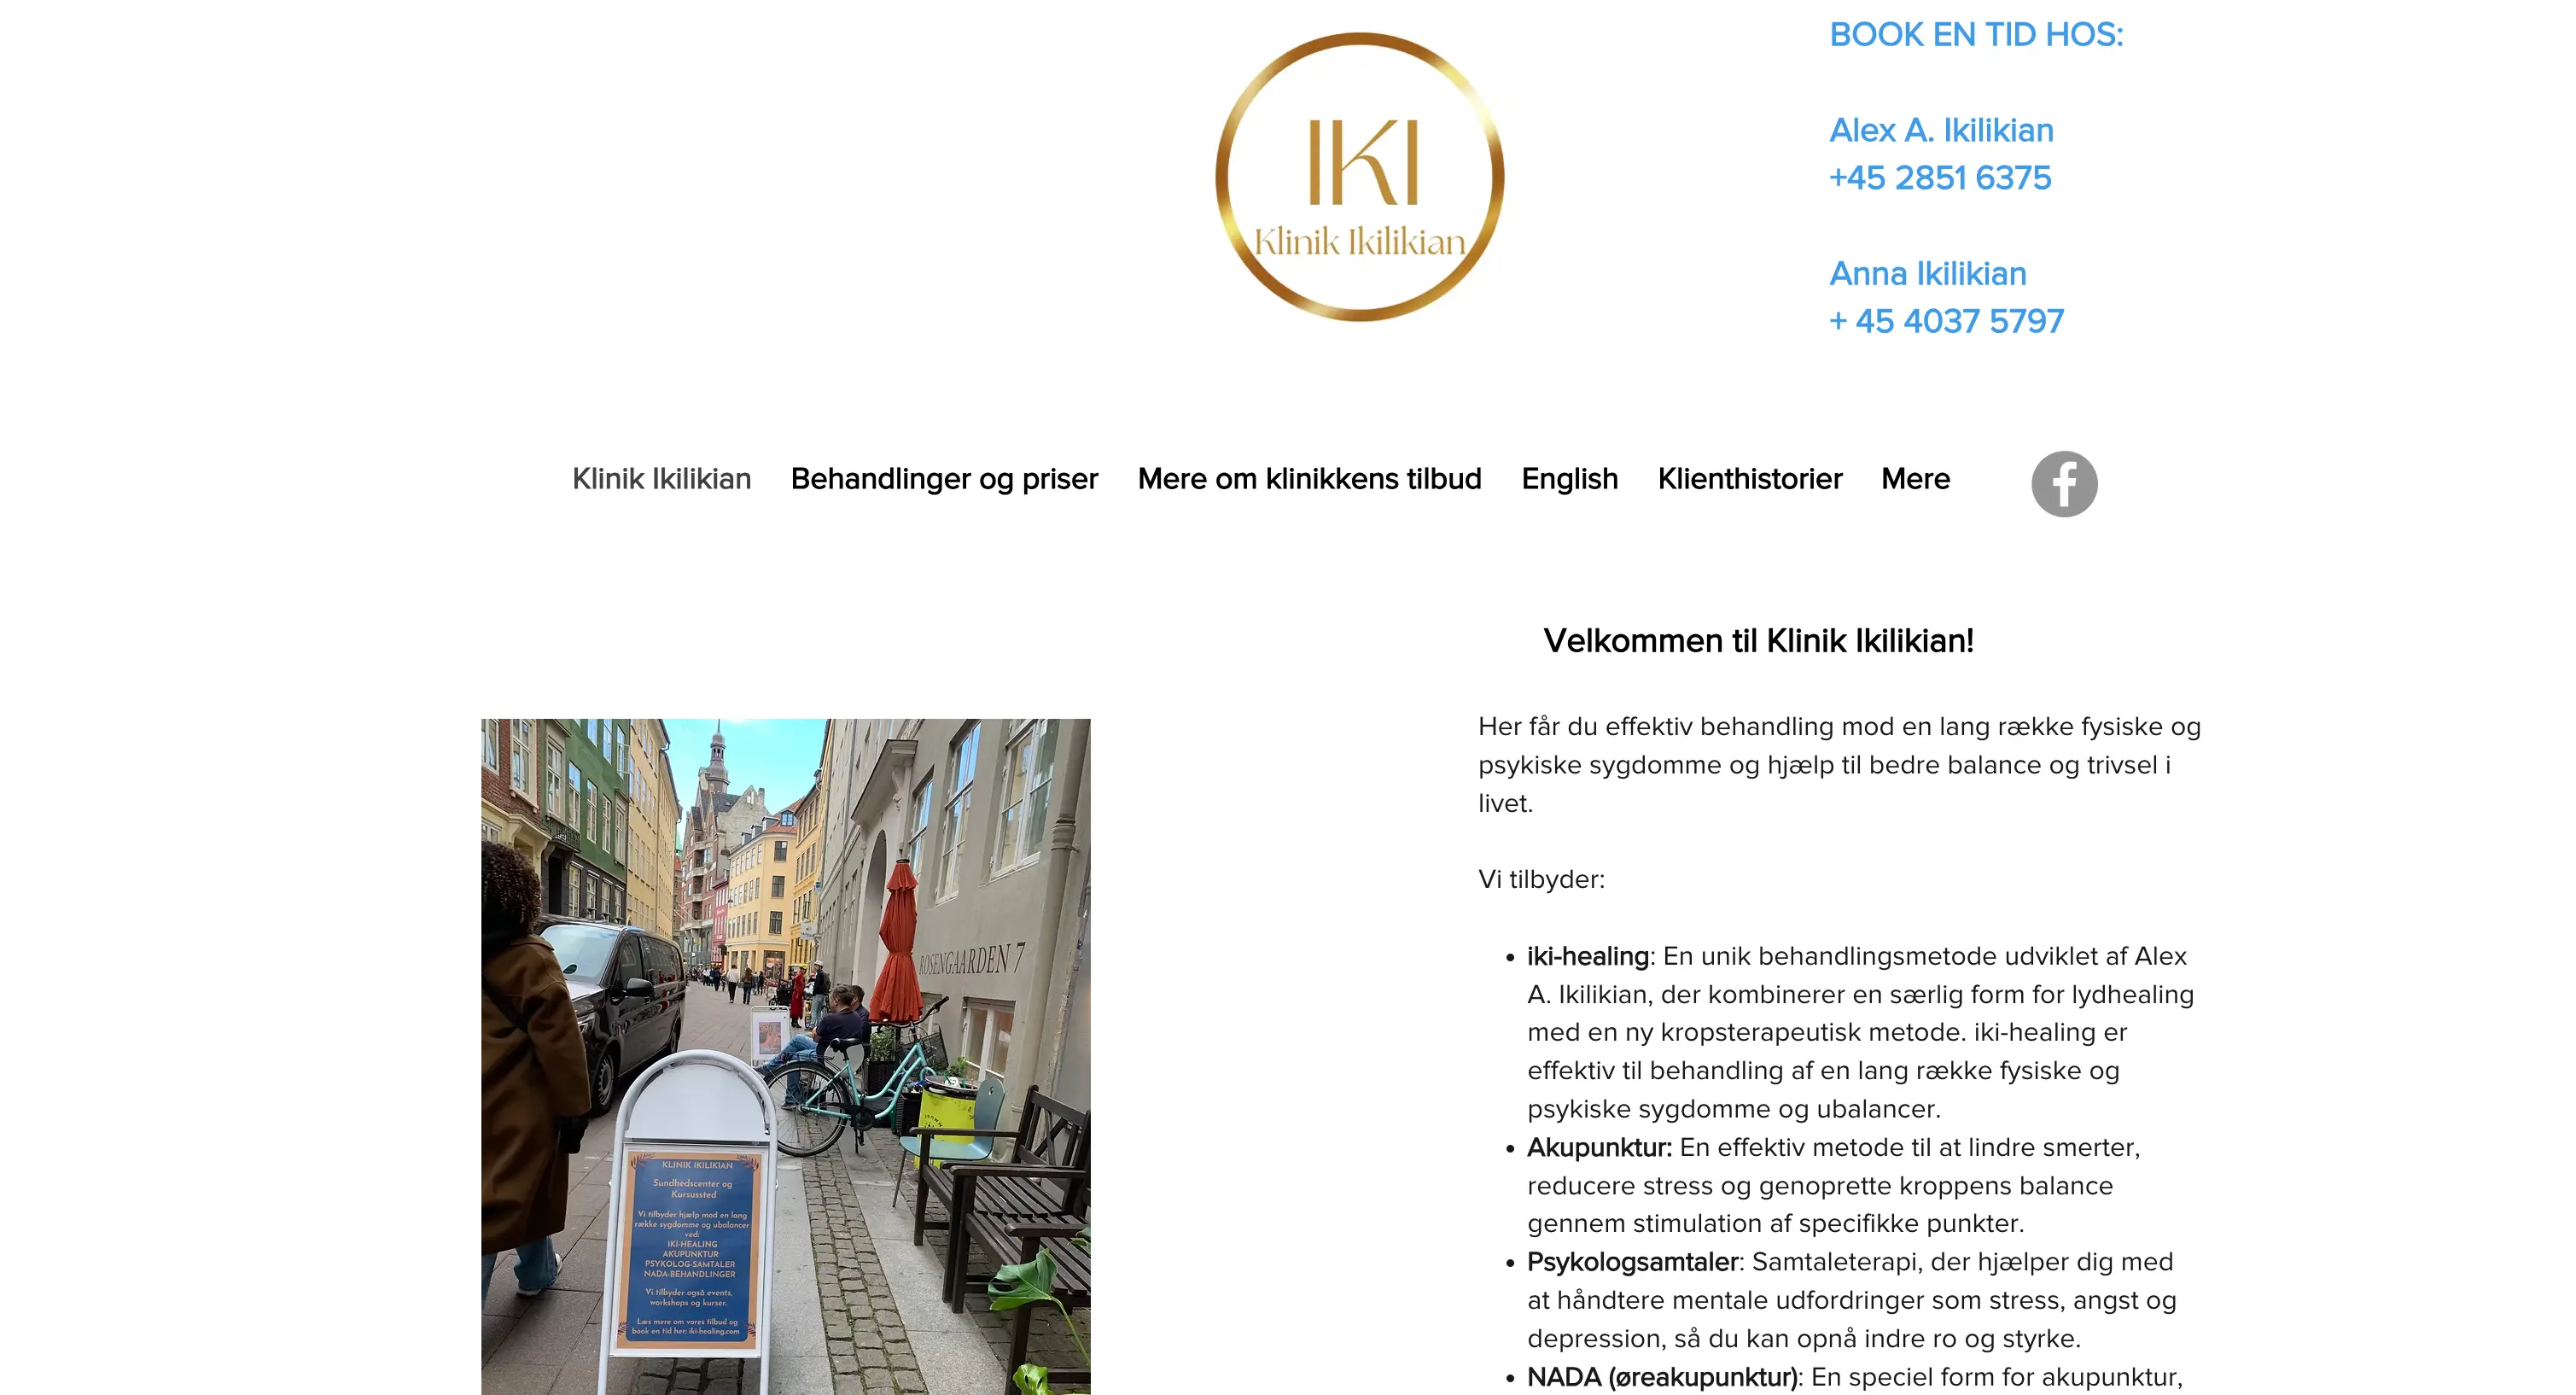 BOOK EN TID HOS:
Alex A. Ikilikian
+45 2851 6375
Anna Ikilikian
+ 45 4037 5797
IKI
Klinik Ikilikian
Klinik Ikilikian Behandlinger og priser Mere om klinikkens tilbud English Klienthistorier Mere
f
Velkommen til Klinik Ikilikian!
Her får du effektiv behandling mod en lang række fysiske og
psykiske sygdomme og hjælp til bedre balance og trivsel i
livet.
Vi tilbyder:
• iki-healing: En unik behandlingsmetode udviklet af Alex
A. Ikilikian, der kombinerer en særlig form for lydhealing
med en ny kropsterapeutisk metode. iki-healing er
effektiv til behandling af en lang række fysiske og
psykiske sygdomme og ubalancer.
• Akupunktur: En effektiv metode til at lindre smerter,
reducere stress og genoprette kroppens balance
gennem stimulation af specifikke punkter.
• Psykologsamtaler: Samtaleterapi, der hjælper dig med
at håndtere mentale udfordringer som stress, angst og
depression, så du kan opnå indre ro og styrke.
• NADA (øreakupunktur): En speciel form for akupunktur,
ROSENGAARDEN 7
KLINIK IKILIKIAN
Sundhedscenter og
Kursussted
Vi tilbyder hjælp mod en lang
række sygdomme og ubalancer
ved:
IKI-HEALING
AKUPUNKTUR
PSYKOLOG-SAMTALER
NADA-BEHANDLINGER
Vi tilbyder også events,
workshops og kurser.
Læs mere om vores tilbud og
book en tid her: iki-healing.com